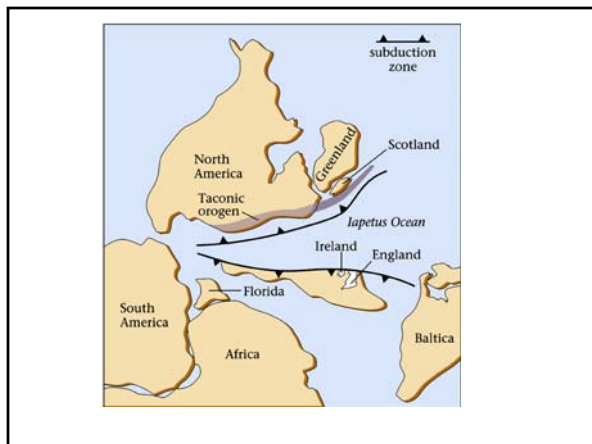 subduction
zone
Greenland
Scotland
North
America
Taconic
orogen
Iapetus Ocean
Ireland
England
Florida
South
America
Africa
Baltica